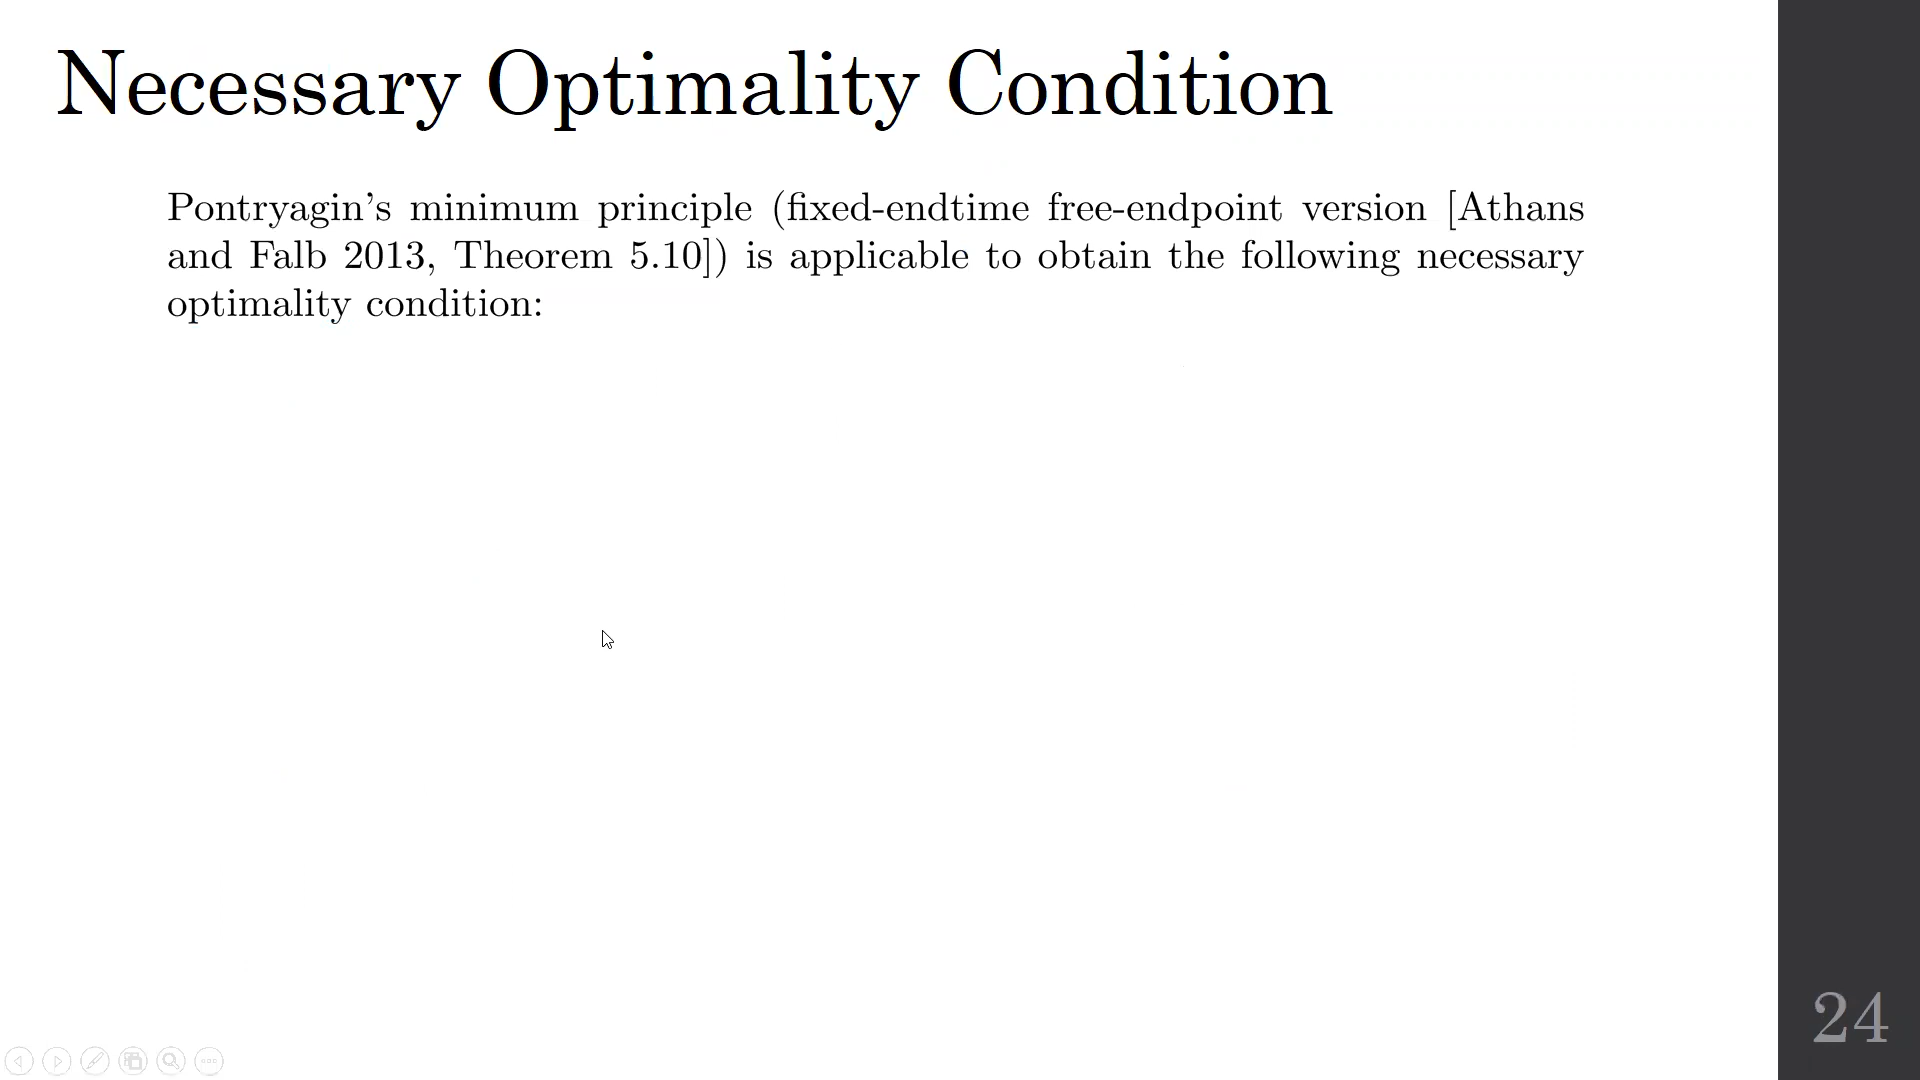 Necessary Optimality Condition
Pontryagin's minimum principle (fixed-endtime free-endpoint version [Athans
and Falb 2013, Theorem 5.10]) is applicable to obtain the following necessary
optimality condition:
24